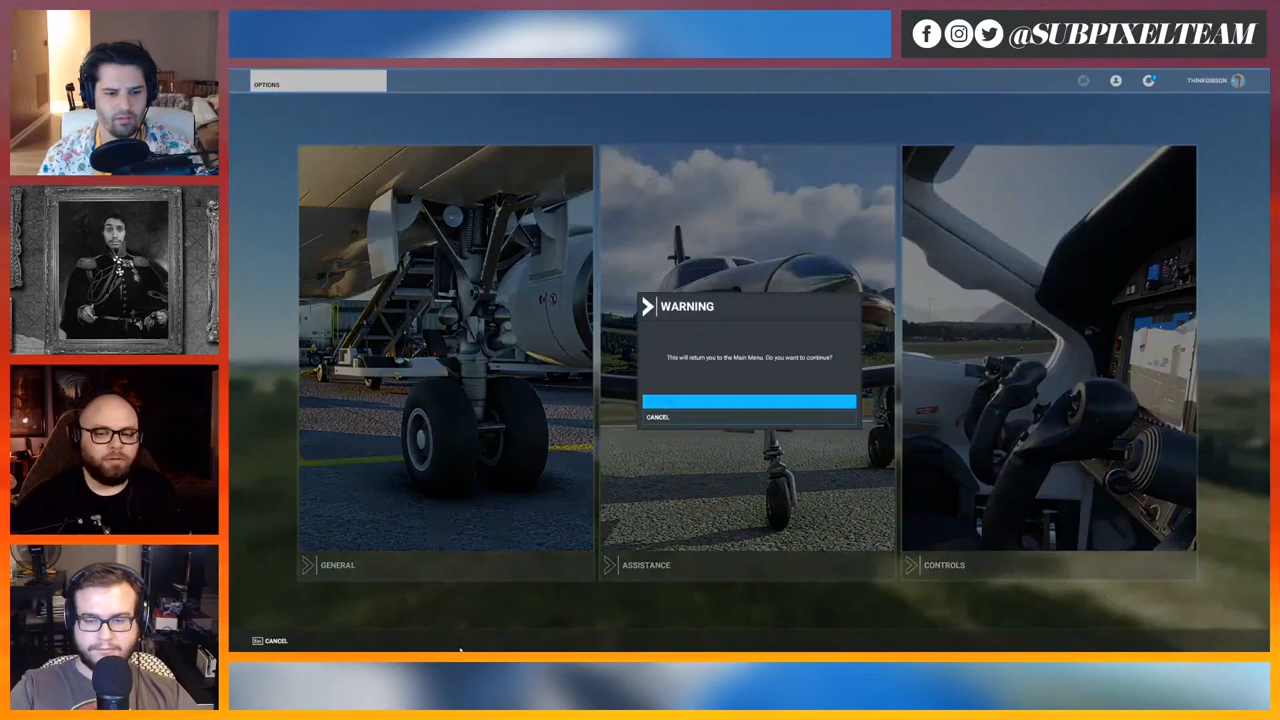 @SUBPIXELTEAM
OPTIONS
THINKGIBSON
WARNING
This will return you to the Main Menu. Do you want to continue?
CANCEL
GENERAL
ASSISTANCE
CONTROLS
Esc CANCEL